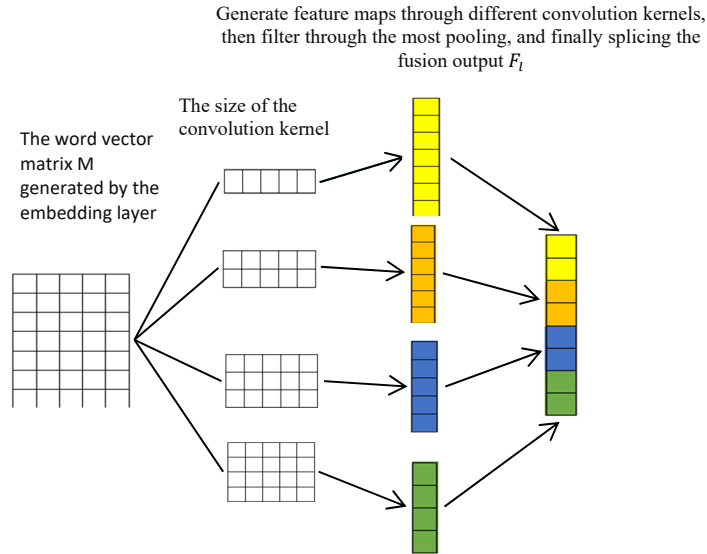 Generate feature maps through different convolution kernels,
then filter through the most pooling, and finally splicing the
fusion output Fₗ
The size of the
convolution kernel
The word vector
matrix M
generated by the
embedding layer